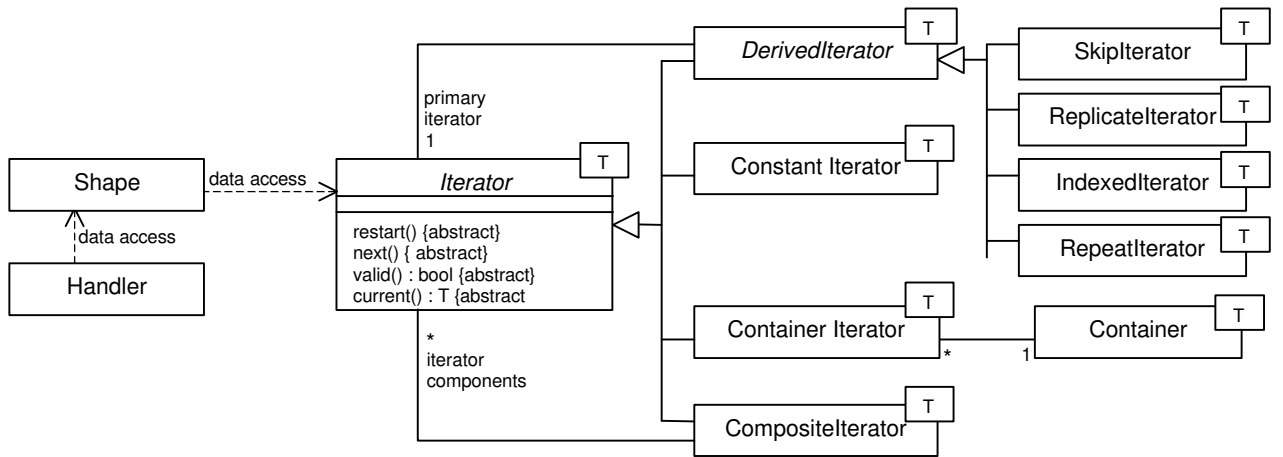 Shape
data access
data access
Handler
primary
iterator
1
T
Iterator
restart() {abstract}
next() { abstract}
valid() : bool {abstract}
current() : T {abstract
*
iterator
components
T
DerivedIterator
T
Constant Iterator
T
Container Iterator
*
1
T
Container
T
CompositeIterator
T
SkipIterator
T
ReplicateIterator
T
IndexedIterator
T
RepeatIterator